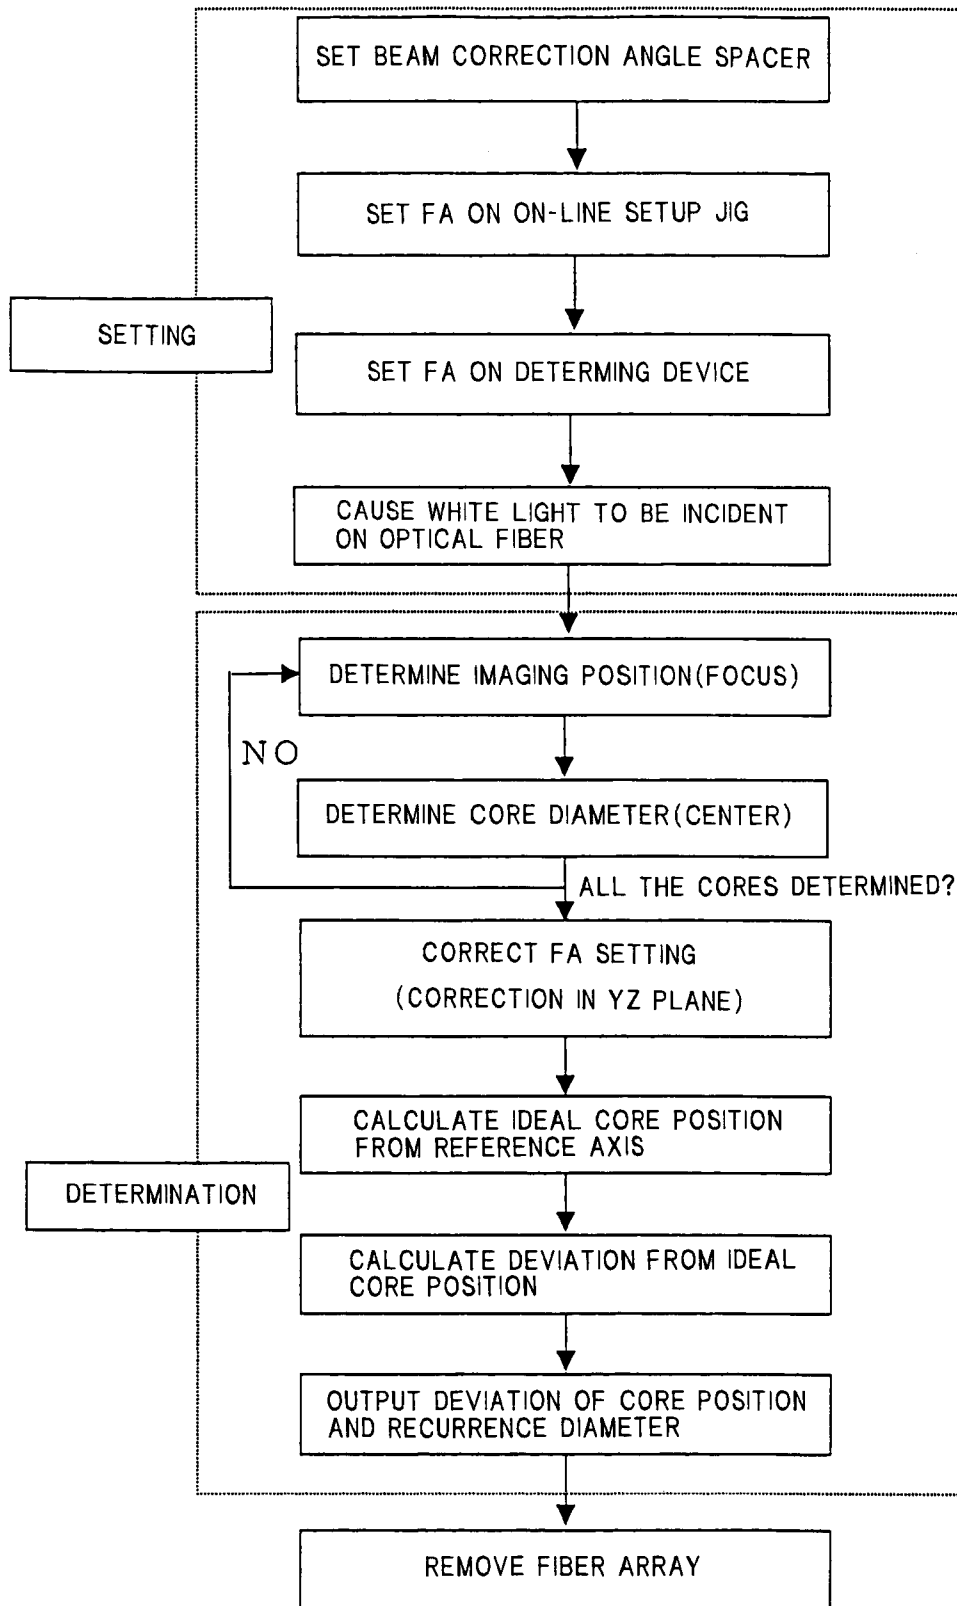 SET BEAM CORRECTION ANGLE SPACER
SET FA ON ON-LINE SETUP JIG
SETTING
SET FA ON DETERMING DEVICE
CAUSE WHITE LIGHT TO BE INCIDENT
ON OPTICAL FIBER
DETERMINE IMAGING POSITION(FOCUS)
NO
DETERMINE CORE DIAMETER(CENTER)
ALL THE CORES DETERMINED?
CORRECT FA SETTING
(CORRECTION IN YZ PLANE)
CALCULATE IDEAL CORE POSITION
FROM REFERENCE AXIS
DETERMINATION
CALCULATE DEVIATION FROM IDEAL
CORE POSITION
OUTPUT DEVIATION OF CORE POSITION
AND RECURRENCE DIAMETER
REMOVE FIBER ARRAY